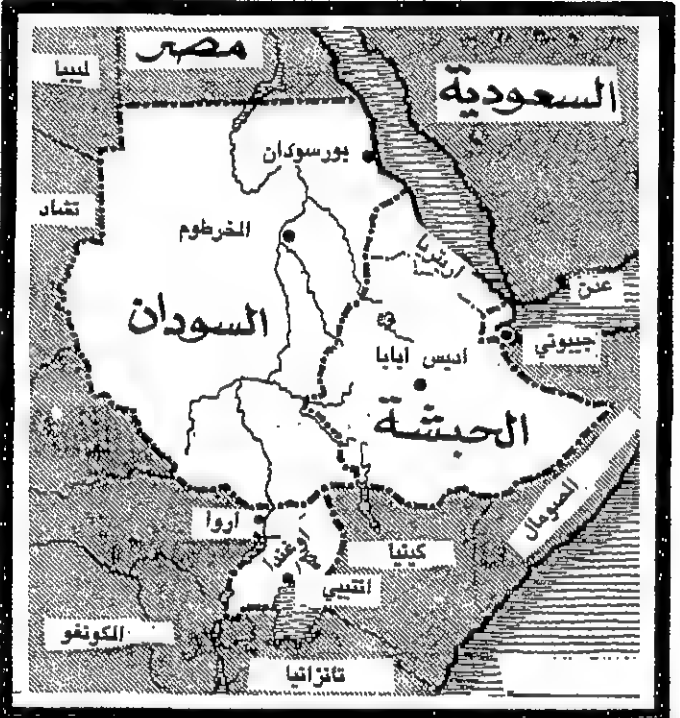 مصر
ليبيا
السعودية
بورسودان
تشاد
الخرطوم
اريتريا
عدن
السودان
جيبوتي
اديس ابابا
الحبشة
الصومال
اروا
اوغندا
كينيا
انتيبي
الكونغو
تانزانيا